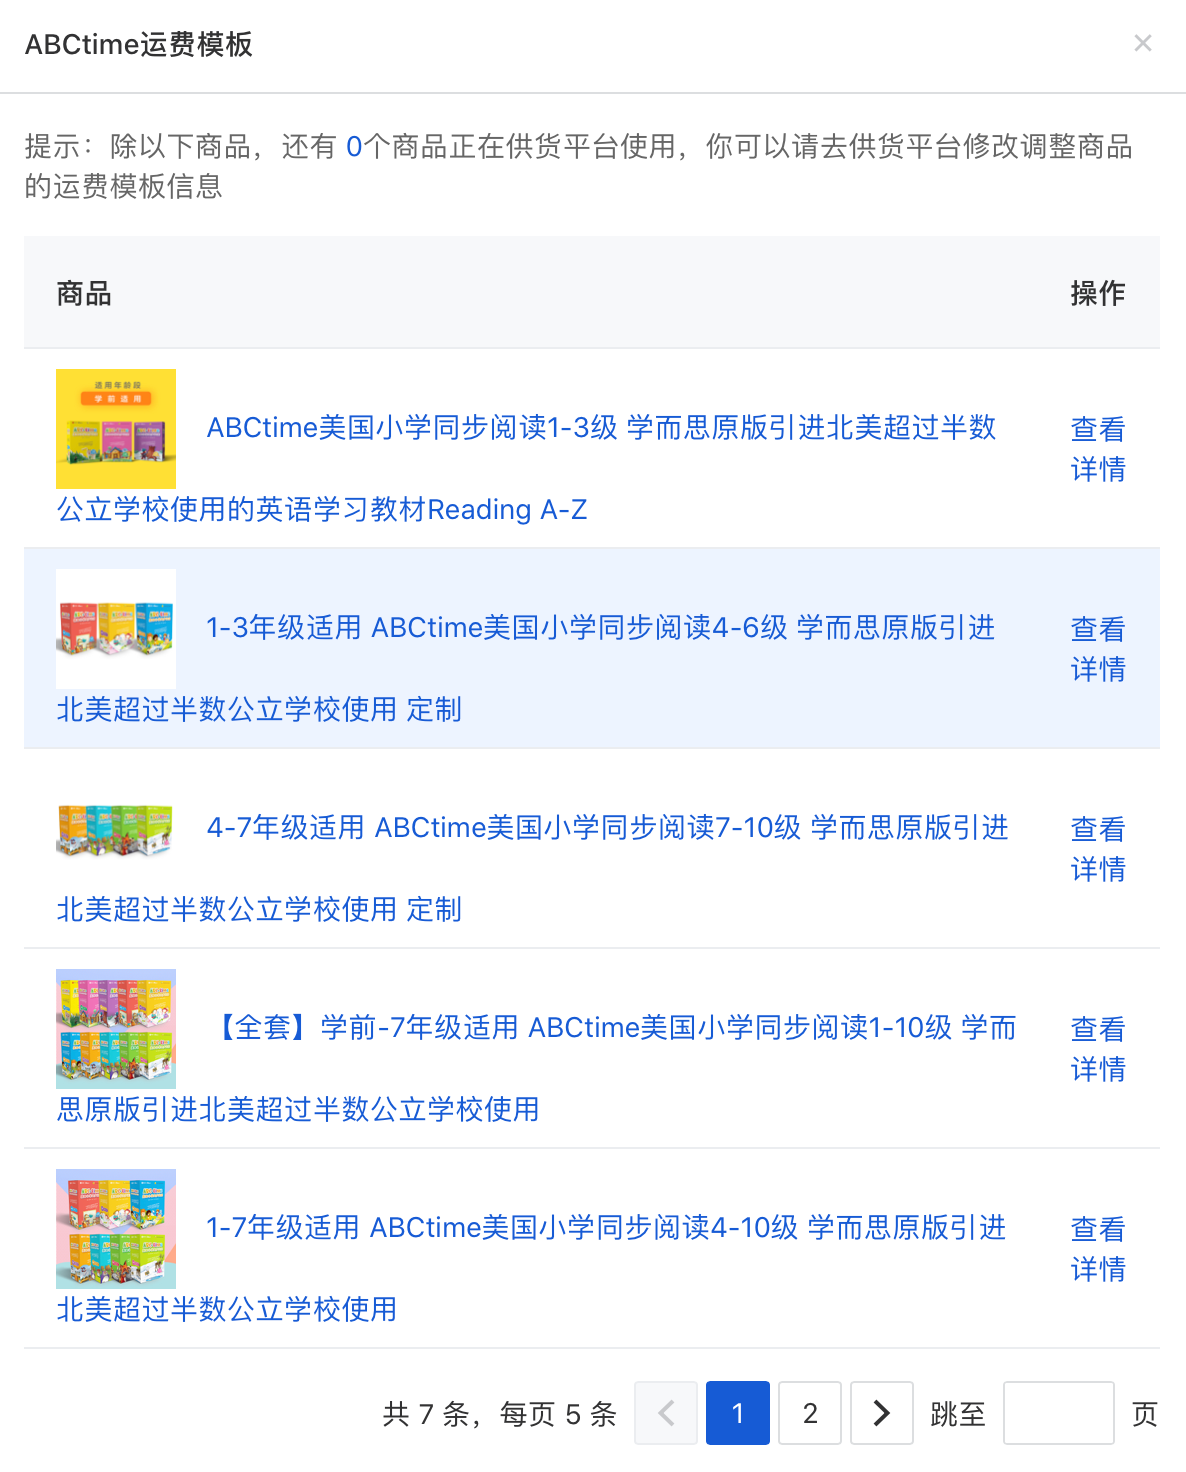 ABCtime运费模板
提示：除以下商品，还有 0个商品正在供货平台使用，你可以请去供货平台修改调整商品
的运费模板信息
商品 操作
适用年龄段
学前适用
ABCtime美国小学同步阅读1-3级 学而思原版引进北美超过半数
公立学校使用的英语学习教材Reading A-Z
查看
详情
1-3年级适用 ABCtime美国小学同步阅读4-6级 学而思原版引进
北美超过半数公立学校使用 定制
查看
详情
4-7年级适用 ABCtime美国小学同步阅读7-10级 学而思原版引进
北美超过半数公立学校使用 定制
查看
详情
【全套】学前-7年级适用 ABCtime美国小学同步阅读1-10级 学而
思原版引进北美超过半数公立学校使用
查看
详情
1-7年级适用 ABCtime美国小学同步阅读4-10级 学而思原版引进
北美超过半数公立学校使用
查看
详情
共 7 条，每页 5 条 1 2 跳至 页